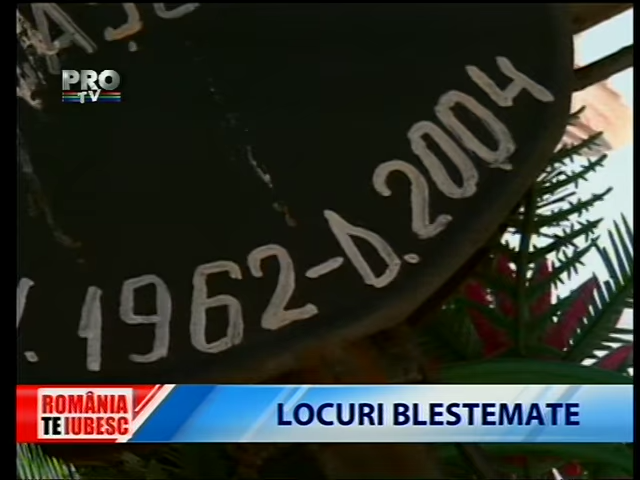 PRO
TV
. 1962-D.2004
ROMÂNIA
TE IUBESC
LOCURI BLESTEMATE